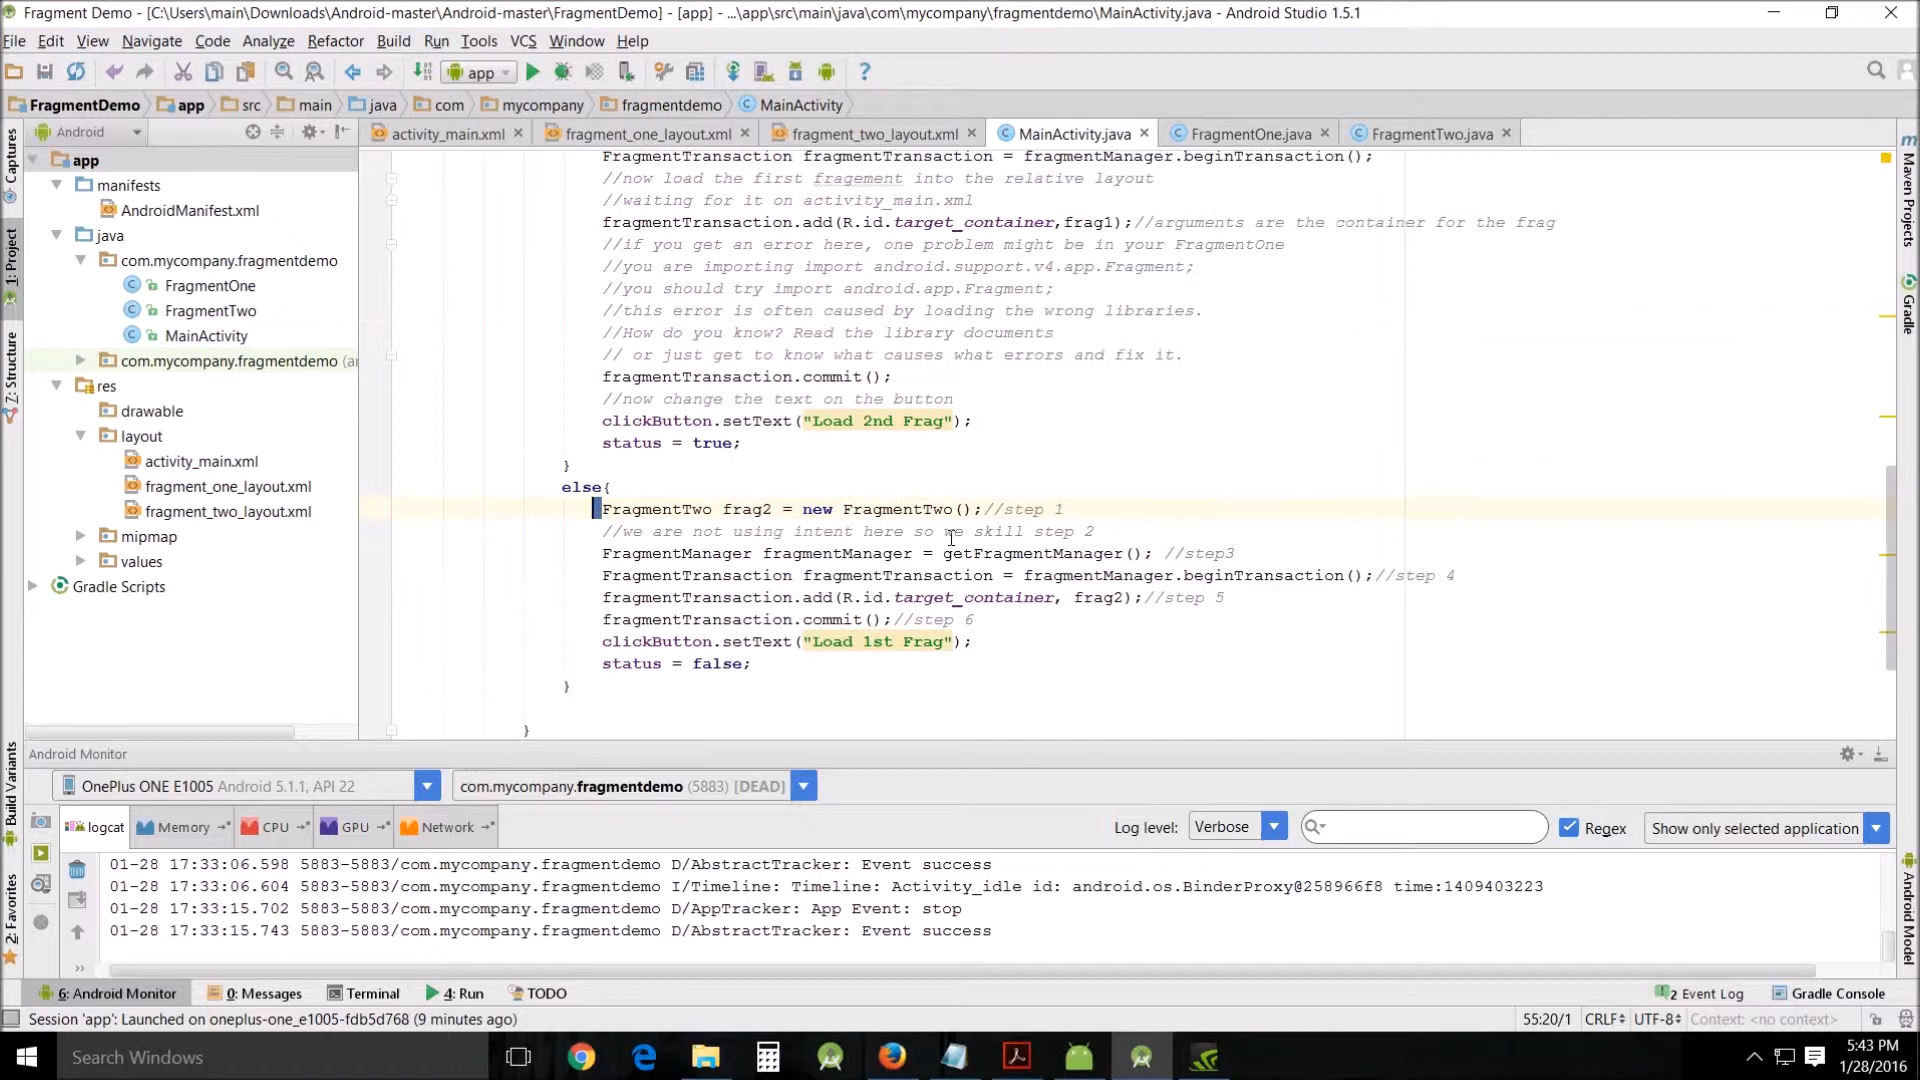 Fragment Demo - [C:\Users\main\Downloads\Android-master\Android-master\FragmentDemo] - [app] - ...\app\src\main\java\com\mycompany\fragmentdemo\MainActivity.java - Android Studio 1.5.1
File Edit View Navigate Code Analyze Refactor Build Run Tools VCS Window Help
app
FragmentDemo app src main java com mycompany fragmentdemo MainActivity
Android
activity_main.xml fragment_one_layout.xml fragment_two_layout.xml MainActivity.java FragmentOne.java FragmentTwo.java
Captures
1: Project
Z: Structure
Build Variants
2: Favorites
app
manifests
AndroidManifest.xml
java
com.mycompany.fragmentdemo
FragmentOne
FragmentTwo
MainActivity
com.mycompany.fragmentdemo (ar
res
drawable
layout
activity_main.xml
fragment_one_layout.xml
fragment_two_layout.xml
mipmap
values
Gradle Scripts
FragmentTransaction fragmentTransaction = fragmentManager.beginTransaction();
//now load the first fragement into the relative layout
//waiting for it on activity_main.xml
fragmentTransaction.add(R.id.target_container,frag1);//arguments are the container for the frag
//if you get an error here, one problem might be in your FragmentOne
//you are importing import android.support.v4.app.Fragment;
//you should try import android.app.Fragment;
//this error is often caused by loading the wrong libraries.
//How do you know? Read the library documents
// or just get to know what causes what errors and fix it.
fragmentTransaction.commit();
//now change the text on the button
clickButton.setText("Load 2nd Frag");
status = true;
}
else{
FragmentTwo frag2 = new FragmentTwo();//step 1
//we are not using intent here so we skill step 2
FragmentManager fragmentManager = getFragmentManager(); //step3
FragmentTransaction fragmentTransaction = fragmentManager.beginTransaction();//step 4
fragmentTransaction.add(R.id.target_container, frag2);//step 5
fragmentTransaction.commit();//step 6
clickButton.setText("Load 1st Frag");
status = false;
}
}
m
Maven Projects
Gradle
Android Model
Android Monitor
OnePlus ONE E1005 Android 5.1.1, API 22
com.mycompany.fragmentdemo (5883) [DEAD]
logcat Memory CPU GPU Network
Log level: Verbose
Regex
Show only selected application
01-28 17:33:06.598 5883-5883/com.mycompany.fragmentdemo D/AbstractTracker: Event success
01-28 17:33:06.604 5883-5883/com.mycompany.fragmentdemo I/Timeline: Timeline: Activity_idle id: android.os.BinderProxy@258966f8 time:1409403223
01-28 17:33:15.702 5883-5883/com.mycompany.fragmentdemo D/AppTracker: App Event: stop
01-28 17:33:15.743 5883-5883/com.mycompany.fragmentdemo D/AbstractTracker: Event success
6: Android Monitor 0: Messages Terminal 4: Run TODO
2 Event Log Gradle Console
Session 'app': Launched on oneplus-one_e1005-fdb5d768 (9 minutes ago)
55:20/1 CRLF UTF-8 Context: <no context>
Search Windows
5:43 PM
1/28/2016